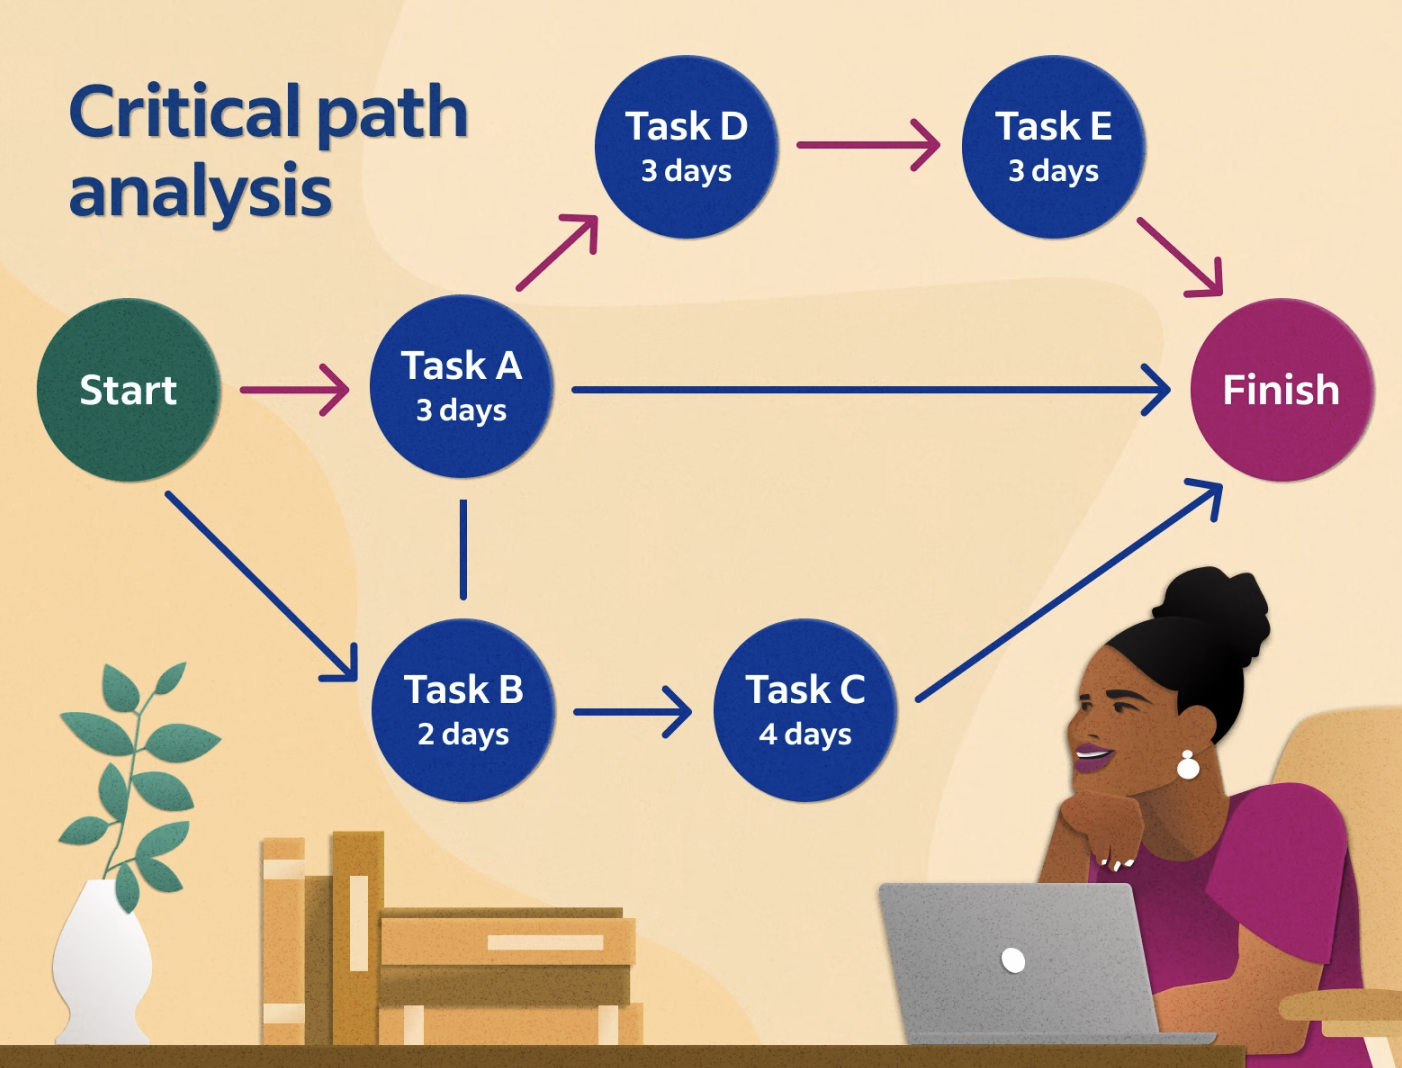 Critical path
analysis
Task D
3 days
Task E
3 days
Start
Task A
3 days
Finish
Task B
2 days
Task C
4 days